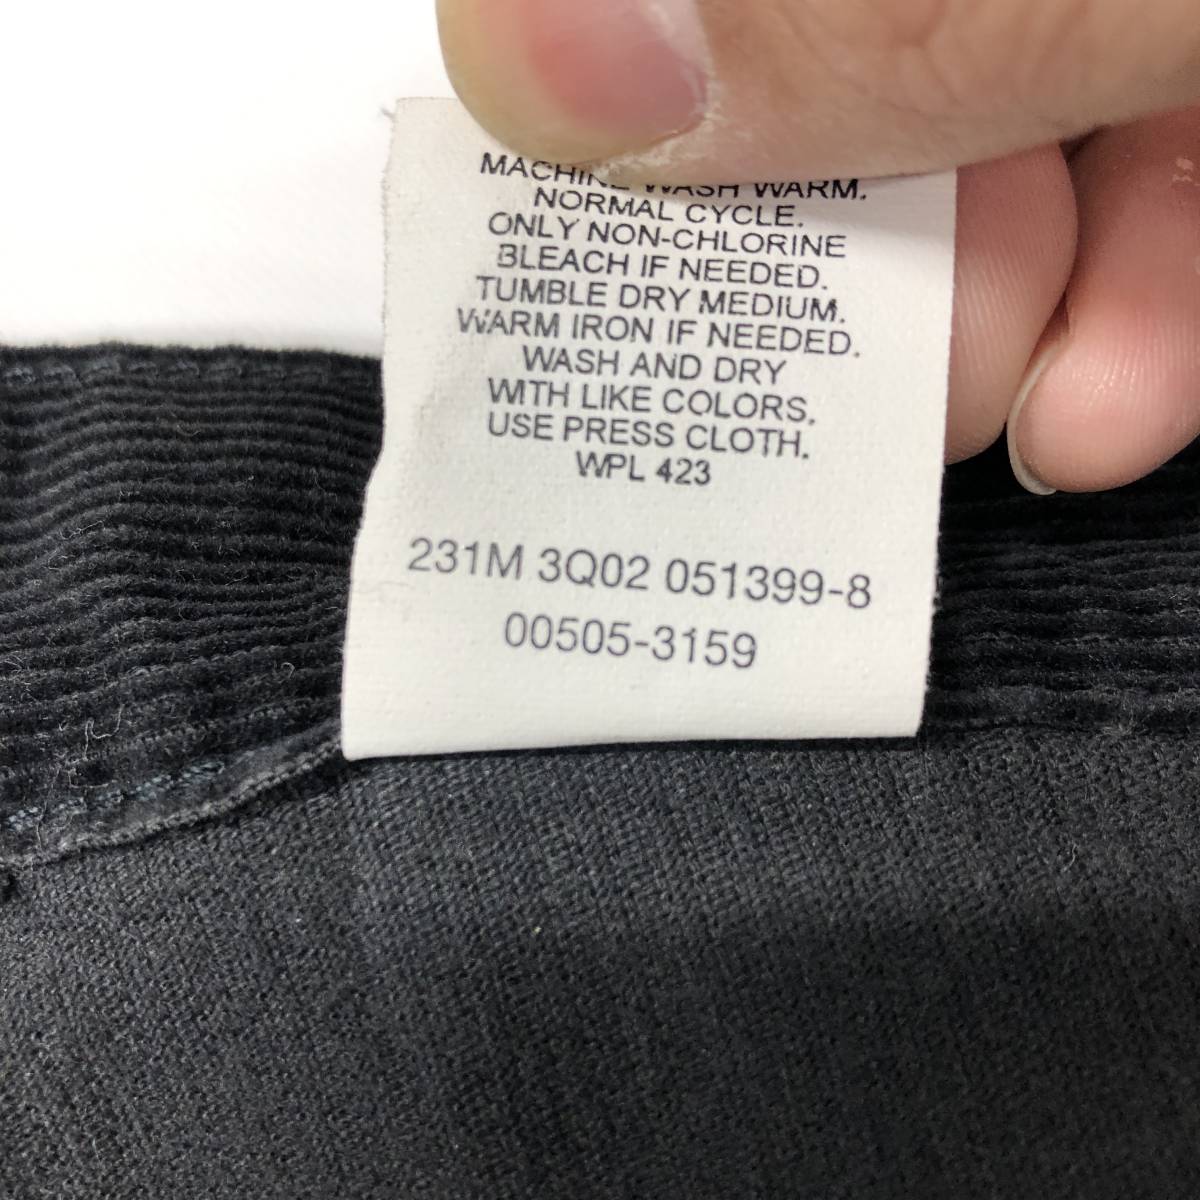 MACHINE WASH WARM.
NORMAL CYCLE.
ONLY NON-CHLORINE
BLEACH IF NEEDED.
TUMBLE DRY MEDIUM.
WARM IRON IF NEEDED.
WASH AND DRY
WITH LIKE COLORS.
USE PRESS CLOTH.
WPL 423
231M 3Q02 051399-8
00505-3159